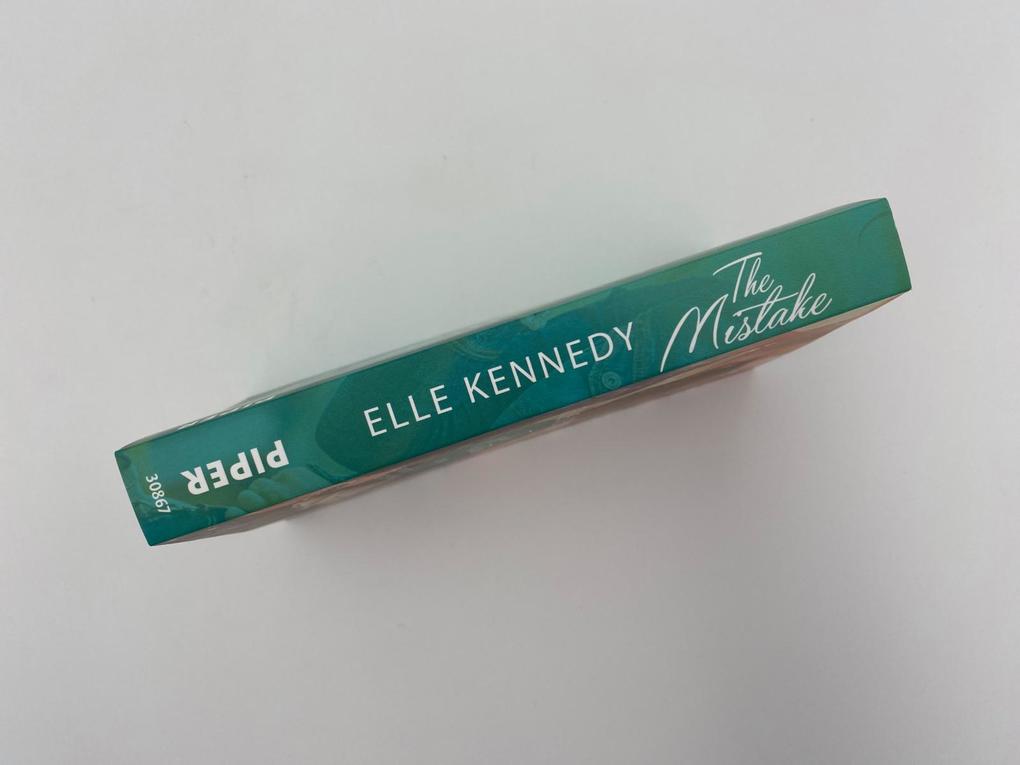 The
Mistake
ELLE KENNEDY
PIPER
30867